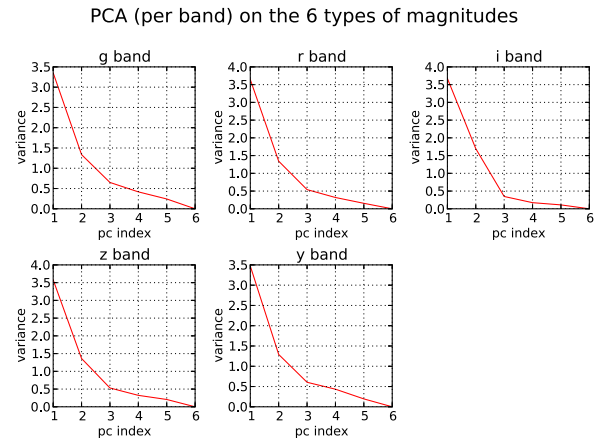 PCA (per band) on the 6 types of magnitudes
g band
3.5
3.0
2.5
2.0
1.5
1.0
0.5
0.0
variance
1 2 3 4 5 6
pc index
r band
4.0
3.5
3.0
2.5
2.0
1.5
1.0
0.5
0.0
variance
1 2 3 4 5 6
pc index
i band
4.0
3.5
3.0
2.5
2.0
1.5
1.0
0.5
0.0
variance
1 2 3 4 5 6
pc index
z band
4.0
3.5
3.0
2.5
2.0
1.5
1.0
0.5
0.0
variance
1 2 3 4 5 6
pc index
y band
3.5
3.0
2.5
2.0
1.5
1.0
0.5
0.0
variance
1 2 3 4 5 6
pc index